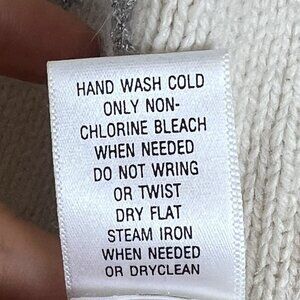 HAND WASH COLD
ONLY NON-
CHLORINE BLEACH
WHEN NEEDED
DO NOT WRING
OR TWIST
DRY FLAT
STEAM IRON
WHEN NEEDED
OR DRYCLEAN